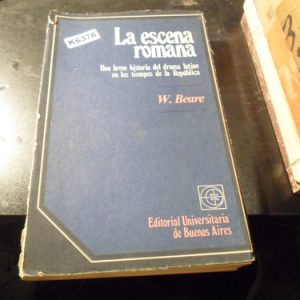 K6376
La escena
romana
Una breve historia del drama latino
en los tiempos de la República
W. Beare
Editorial Universitaria
de Buenos Aires